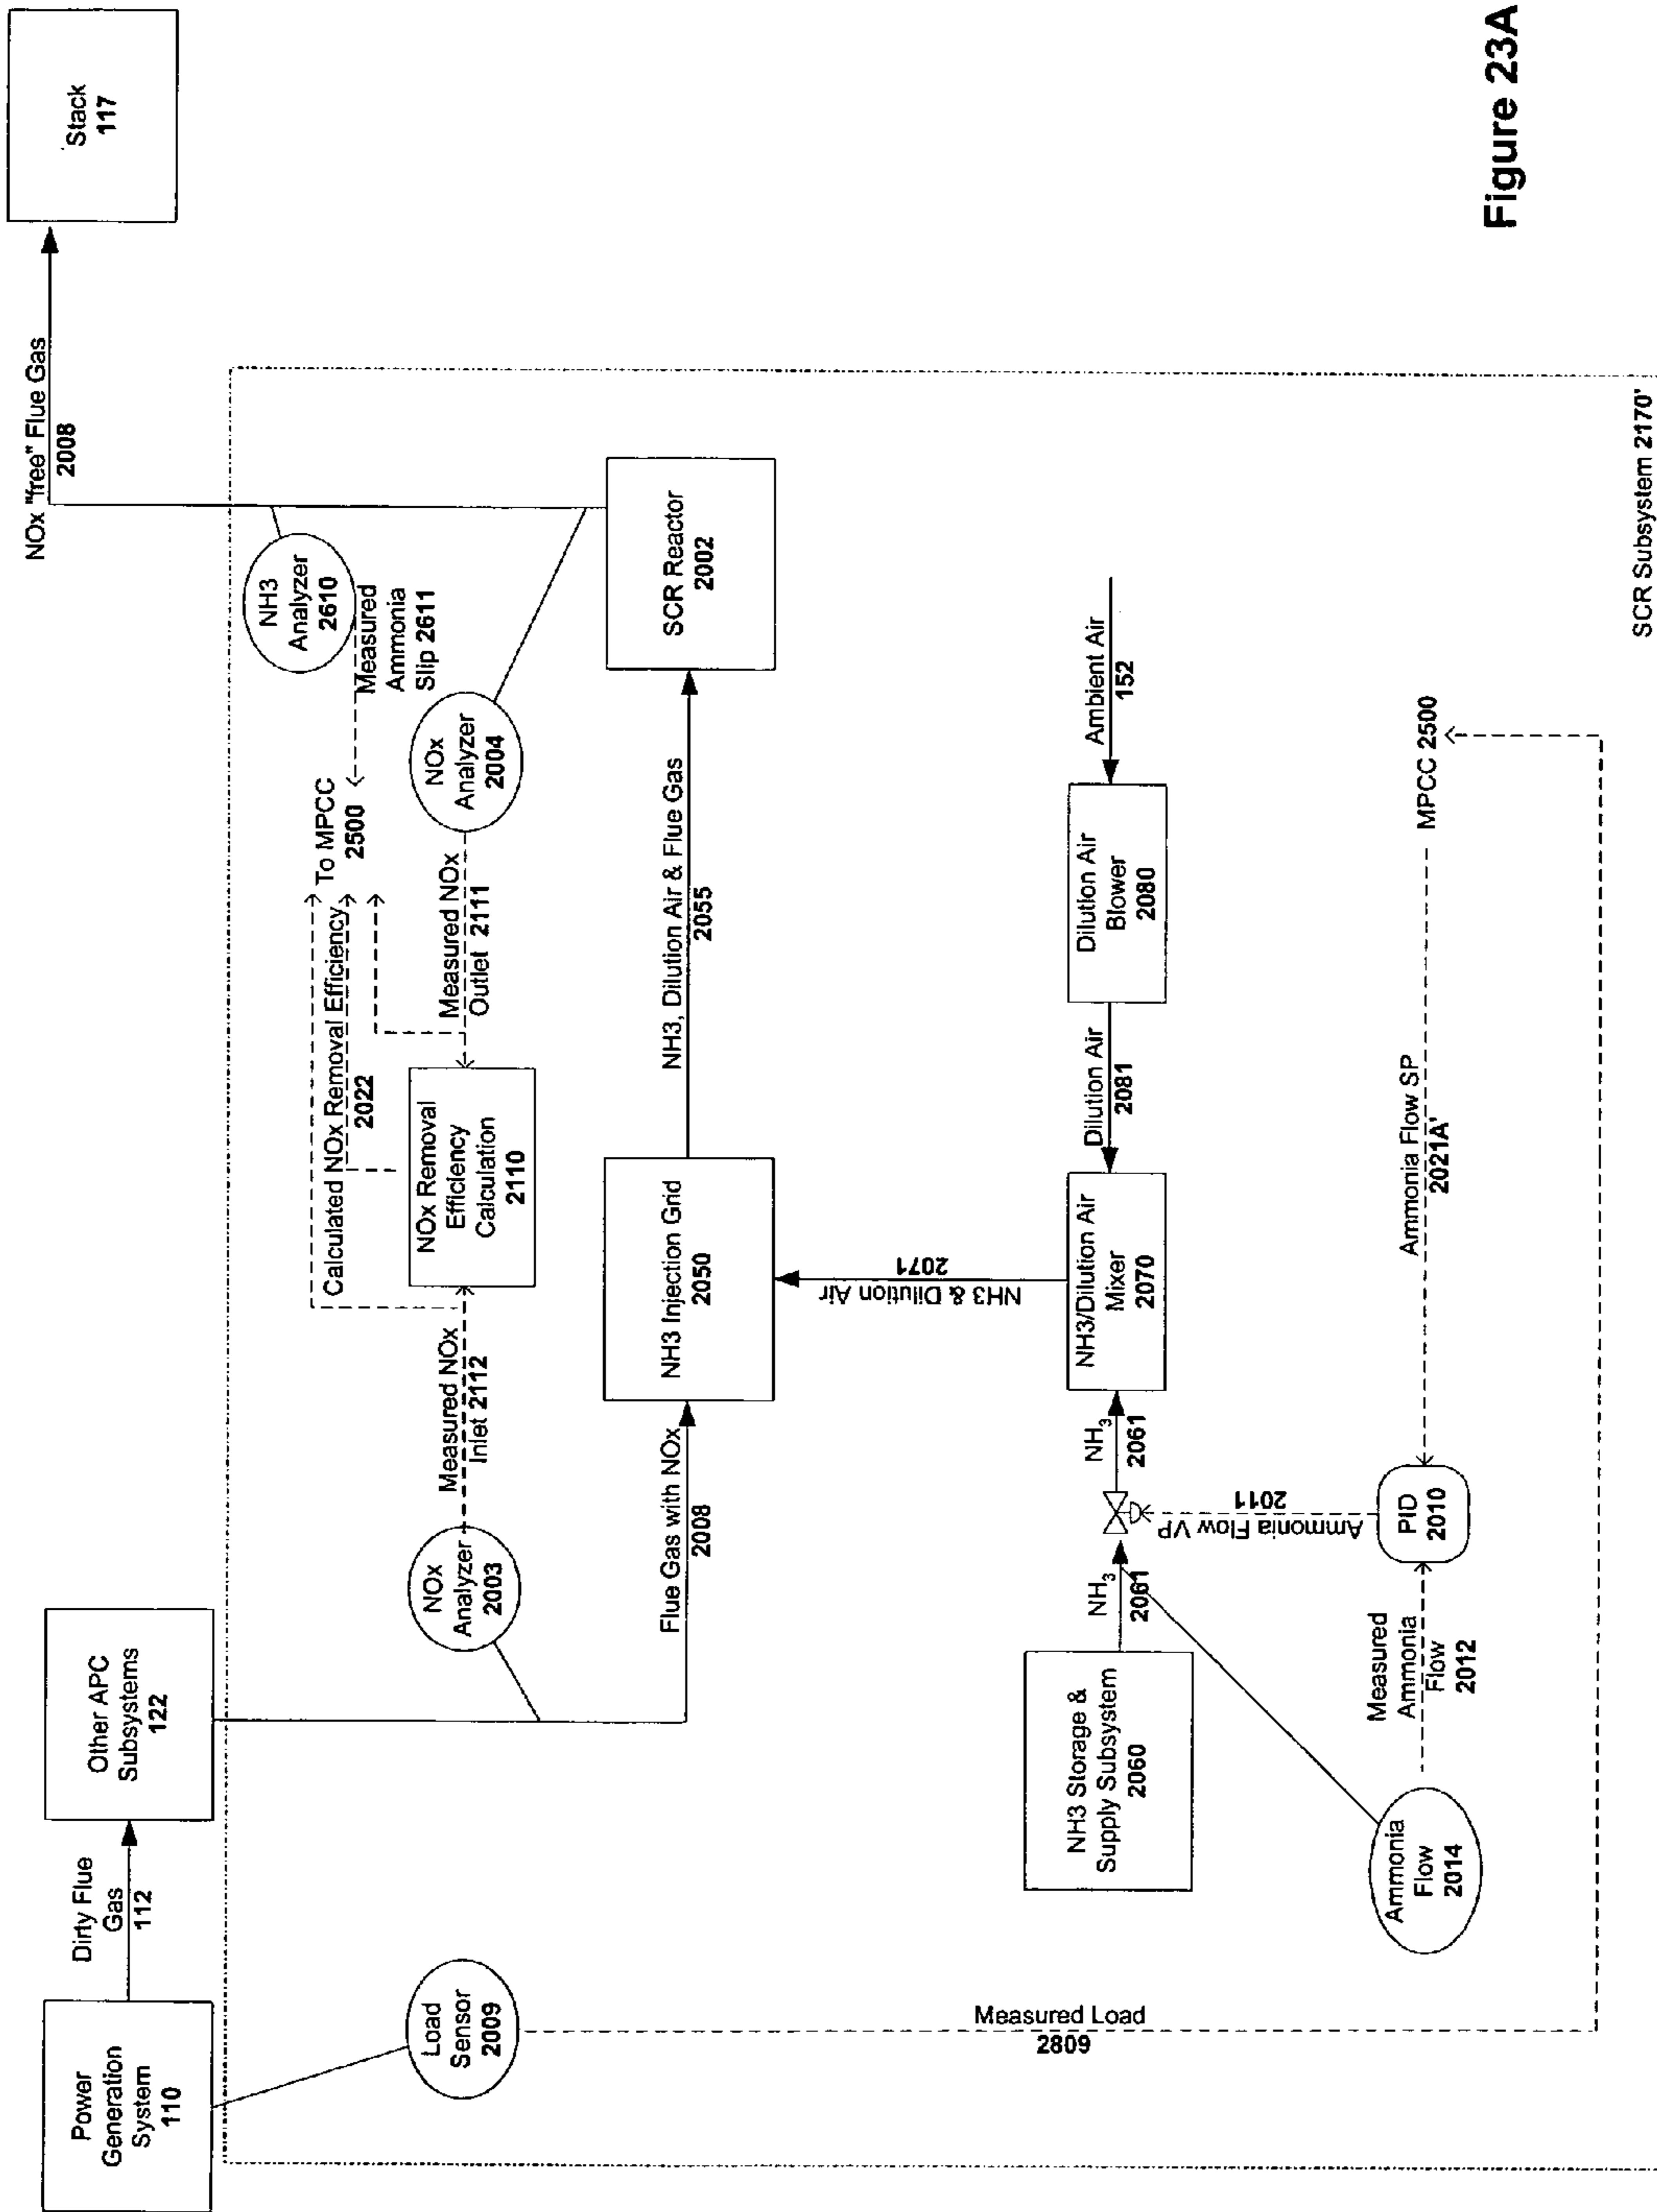 Power
Generation
System
110
Dirty Flue
Gas
112
Other APC
Subsystems
122
NOx "free" Flue Gas
2008
Stack
117
Load
Sensor
2009
NOx
Analyzer
2003
Measured NOx
Inlet 2112
Calculated NOx Removal Efficiency
2022
NOx Removal
Efficiency
Calculation
2110
To MPCC
2500
Measured NOx
Outlet 2111
NOx
Analyzer
2004
NH3
Analyzer
2610
Measured
Ammonia
Slip 2611
Flue Gas with NOx
2008
NH3 Injection Grid
2050
NH3, Dilution Air & Flue Gas
2055
SCR Reactor
2002
NH3 & Dilution Air
2071
NH3 Storage &
Supply Subsystem
2060
NH3
2061
NH3
2061
NH3/Dilution Air
Mixer
2070
Dilution Air
2081
Dilution Air
Blower
2080
Ambient Air
152
Ammonia Flow VP
2011
Measured Load
2809
Ammonia
Flow
2014
Measured
Ammonia
Flow
2012
PID
2010
Ammonia Flow SP
2021A'
MPCC 2500
SCR Subsystem 2170'
Figure 23A